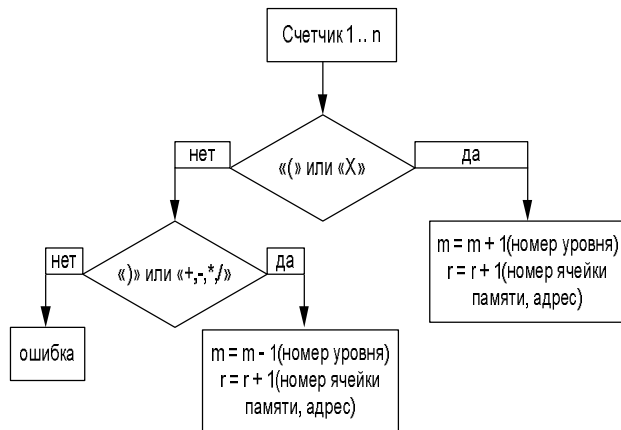 Счетчик 1 .. n
нет
да
«(» или «X»
нет
да
«)» или «+,-,*,/»
m = m + 1(номер уровня)
r = r + 1(номер ячейки
памяти, адрес)
ошибка
m = m - 1(номер уровня)
r = r + 1(номер ячейки
памяти, адрес)